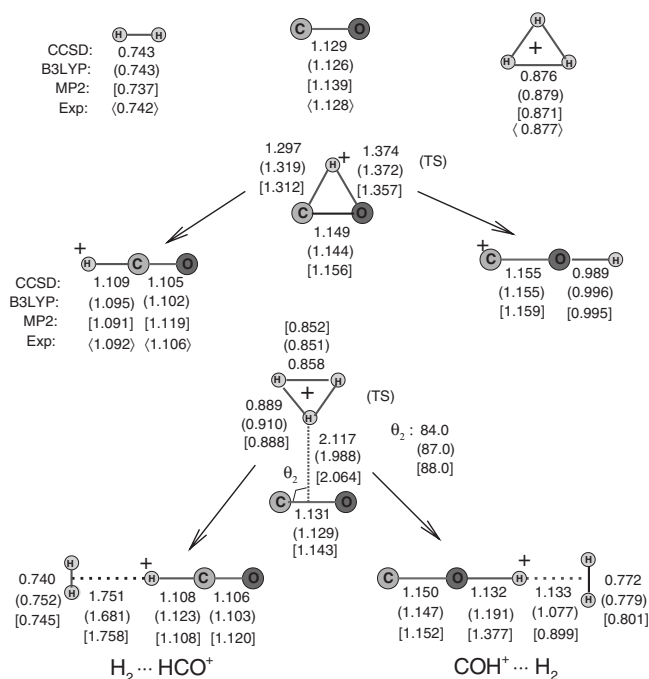 H H
C O
H
H + H
CCSD: 0.743
B3LYP: (0.743)
MP2: [0.737]
Exp: ⟨0.742⟩
1.129
(1.126)
[1.139]
⟨1.128⟩
0.876
(0.879)
[0.871]
⟨0.877⟩
1.297
(1.319)
[1.312]
H +
C O
1.374
(1.372)
[1.357]
(TS)
1.149
(1.144)
[1.156]
+
H C O
CCSD: 1.109 1.105
B3LYP: (1.095) (1.102)
MP2: [1.091] [1.119]
Exp: ⟨1.092⟩ ⟨1.106⟩
+
C O H
1.155 0.989
(1.155) (0.996)
[1.159] [0.995]
[0.852]
(0.851)
0.858
H + H
H
(TS)
0.889
(0.910)
[0.888]
2.117
(1.988)
[2.064]
θ2 : 84.0
(87.0)
[88.0]
θ2
C O
1.131
(1.129)
[1.143]
0.740
(0.752)
[0.745]
H
H
+
H C O
1.751 1.108 1.106
(1.681) (1.123) (1.103)
[1.758] [1.108] [1.120]
H2 ··· HCO+
+
C O H
H
H
1.150 1.132 1.133
(1.147) (1.191) (1.077)
[1.152] [1.377] [0.899]
0.772
(0.779)
[0.801]
COH+ ··· H2